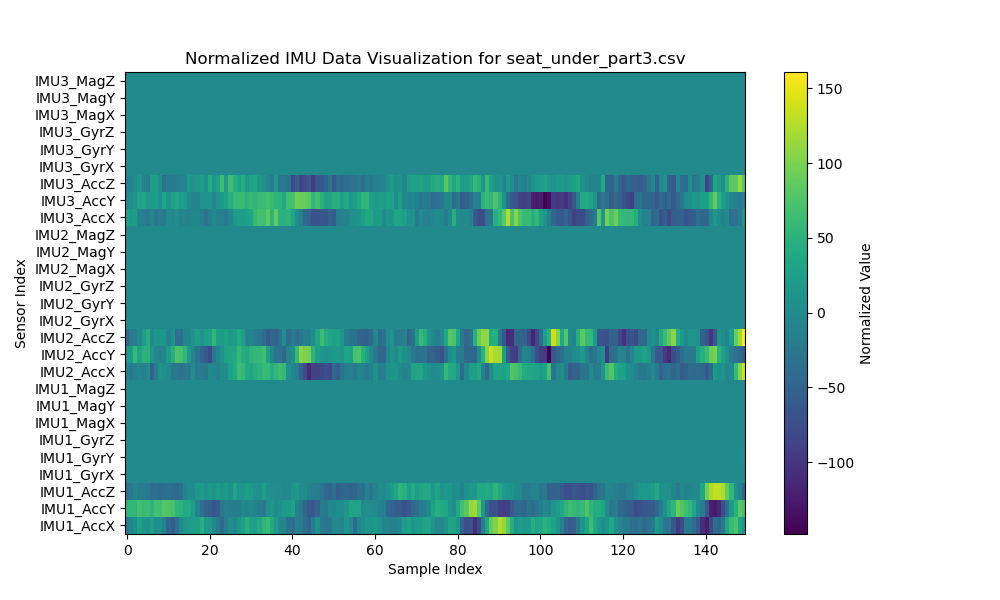 Normalized IMU Data Visualization for seat_under_part3.csv
IMU3_MagZ
IMU3_MagY
IMU3_MagX
IMU3_GyrZ
IMU3_GyrY
IMU3_GyrX
IMU3_AccZ
IMU3_AccY
IMU3_AccX
IMU2_MagZ
IMU2_MagY
IMU2_MagX
IMU2_GyrZ
IMU2_GyrY
IMU2_GyrX
IMU2_AccZ
IMU2_AccY
IMU2_AccX
IMU1_MagZ
IMU1_MagY
IMU1_MagX
IMU1_GyrZ
IMU1_GyrY
IMU1_GyrX
IMU1_AccZ
IMU1_AccY
IMU1_AccX
Sensor Index
0 20 40 60 80 100 120 140
Sample Index
150
100
50
0
−50
−100
Normalized Value